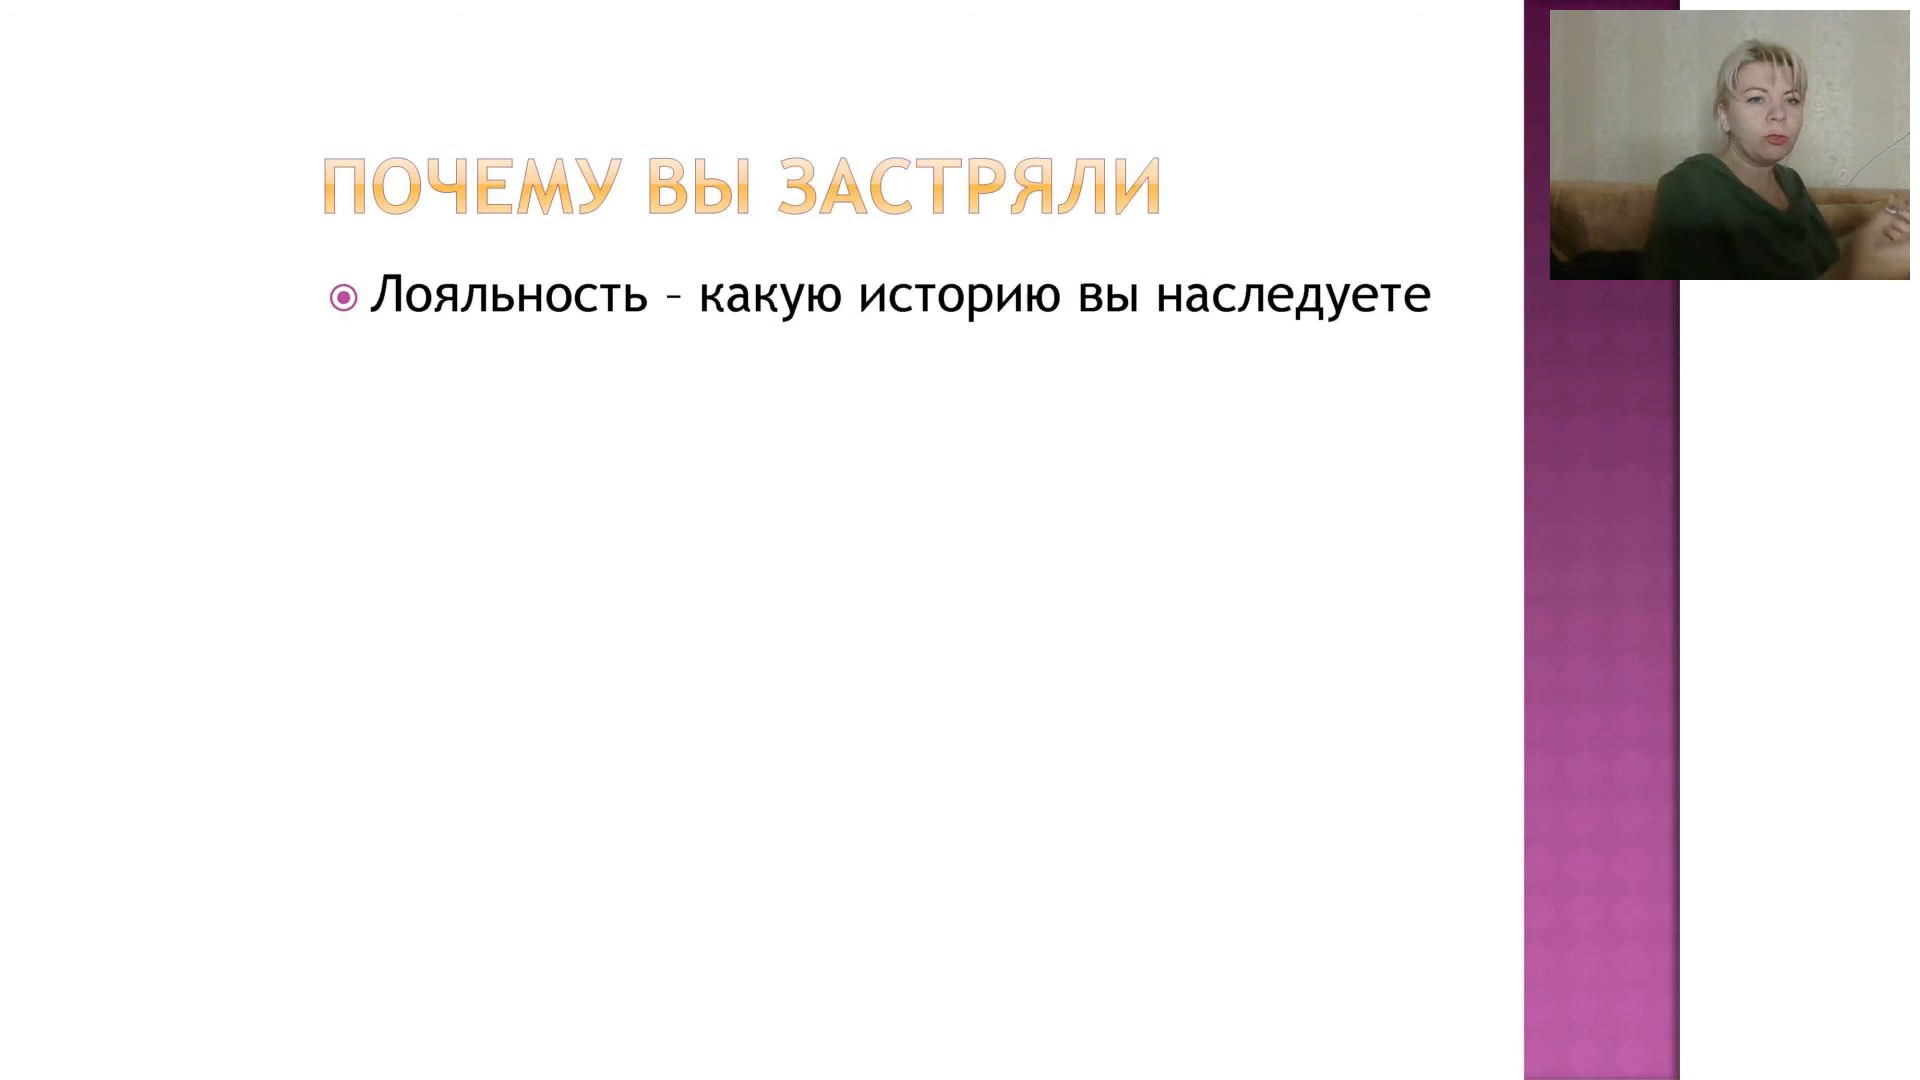 ПОЧЕМУ ВЫ ЗАСТРЯЛИ
Лояльность – какую историю вы наследуете